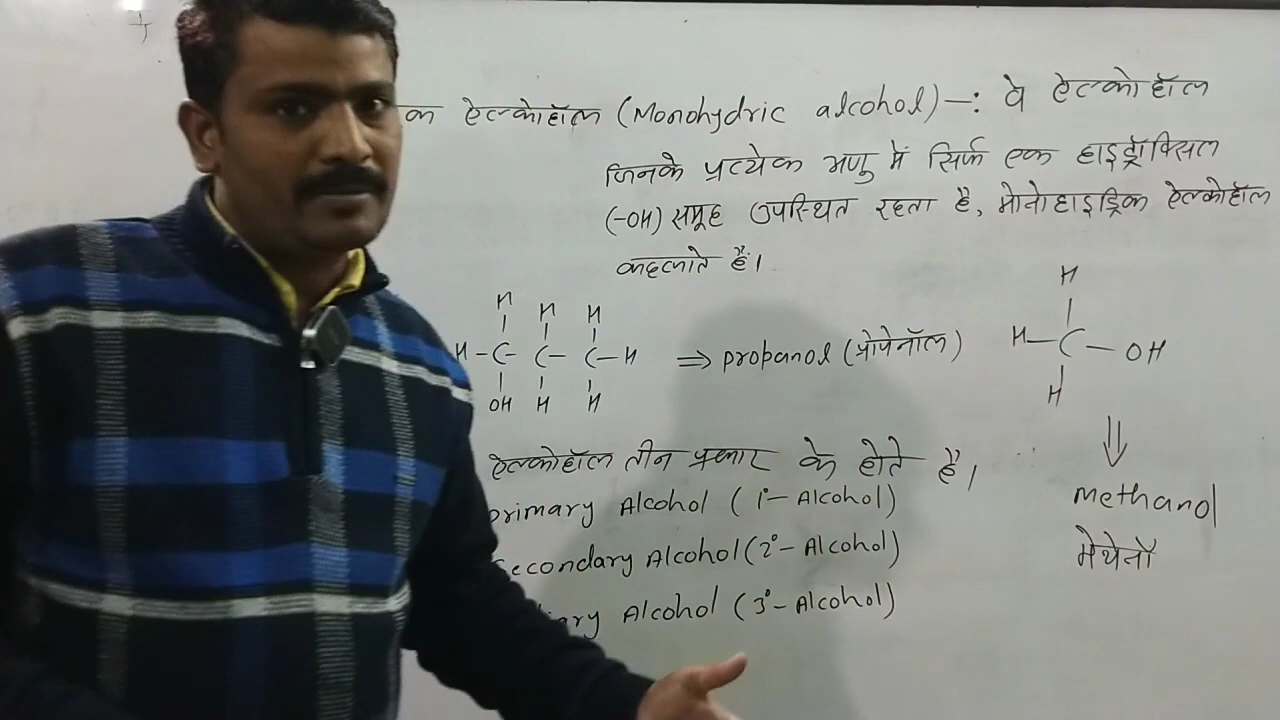 क ऐल्कोहॉल (Monohydric alcohol) –: वे ऐल्कोहॉल
जिनके प्रत्येक अणु में सिर्फ एक हाइड्रॉक्सिल
(-OH) समूह उपस्थित रहता है, मोनोहाइड्रिक ऐल्कोहॉल
कहलाते हैं।
H H H
H-C- C- C-H ⇒ propanol (प्रोपेनॉल)
OH H H
H
H-C-OH
H
⇓
methanol
मेथेनॉ
ऐल्कोहॉल तीन प्रकार के होते हैं।
primary Alcohol (1°- Alcohol)
Secondary Alcohol (2°- Alcohol)
ary Alcohol (3°- Alcohol)